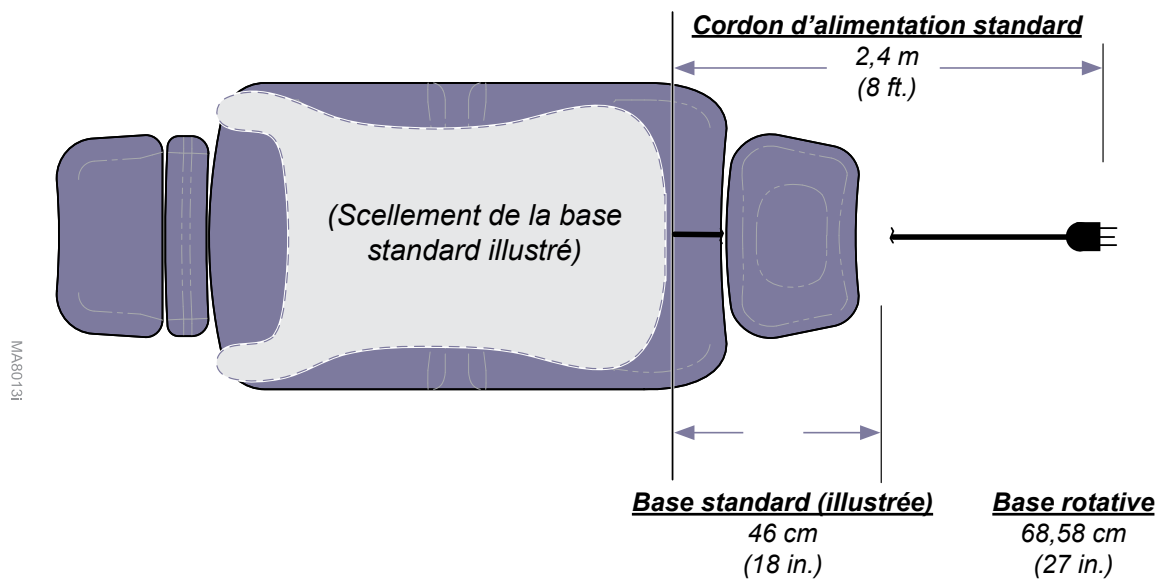 Cordon d’alimentation standard
2,4 m
(8 ft.)
(Scellement de la base
standard illustré)
MA8013i
Base standard (illustrée)
46 cm
(18 in.)
Base rotative
68,58 cm
(27 in.)